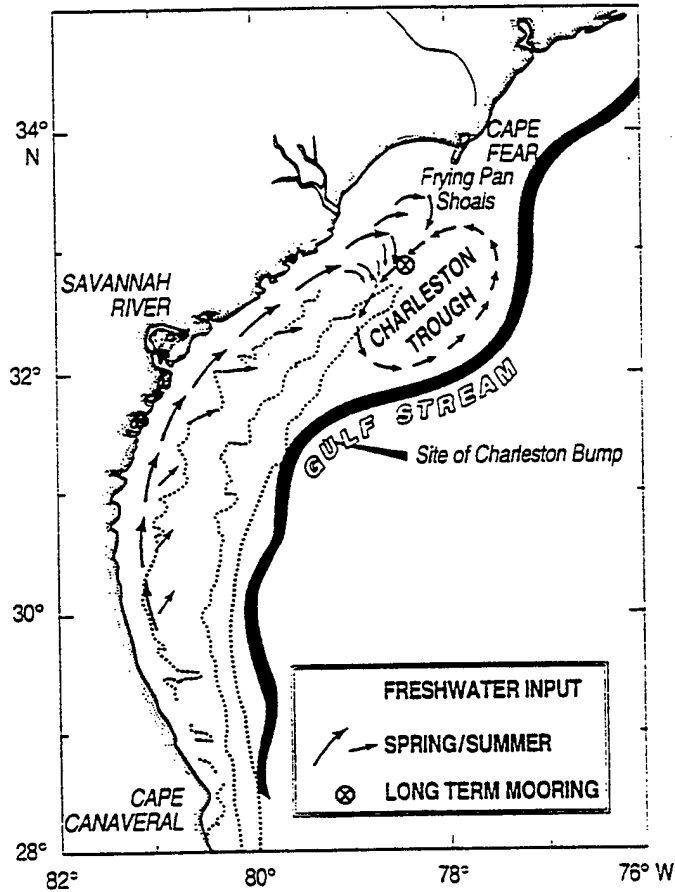 34°
N
CAPE
FEAR
Frying Pan
Shoals
SAVANNAH
RIVER
CHARLESTON
TROUGH
32°
GULF STREAM
Site of Charleston Bump
30°
FRESHWATER INPUT
SPRING/SUMMER
LONG TERM MOORING
CAPE
CANAVERAL
28°
82°
80°
78°
76° W